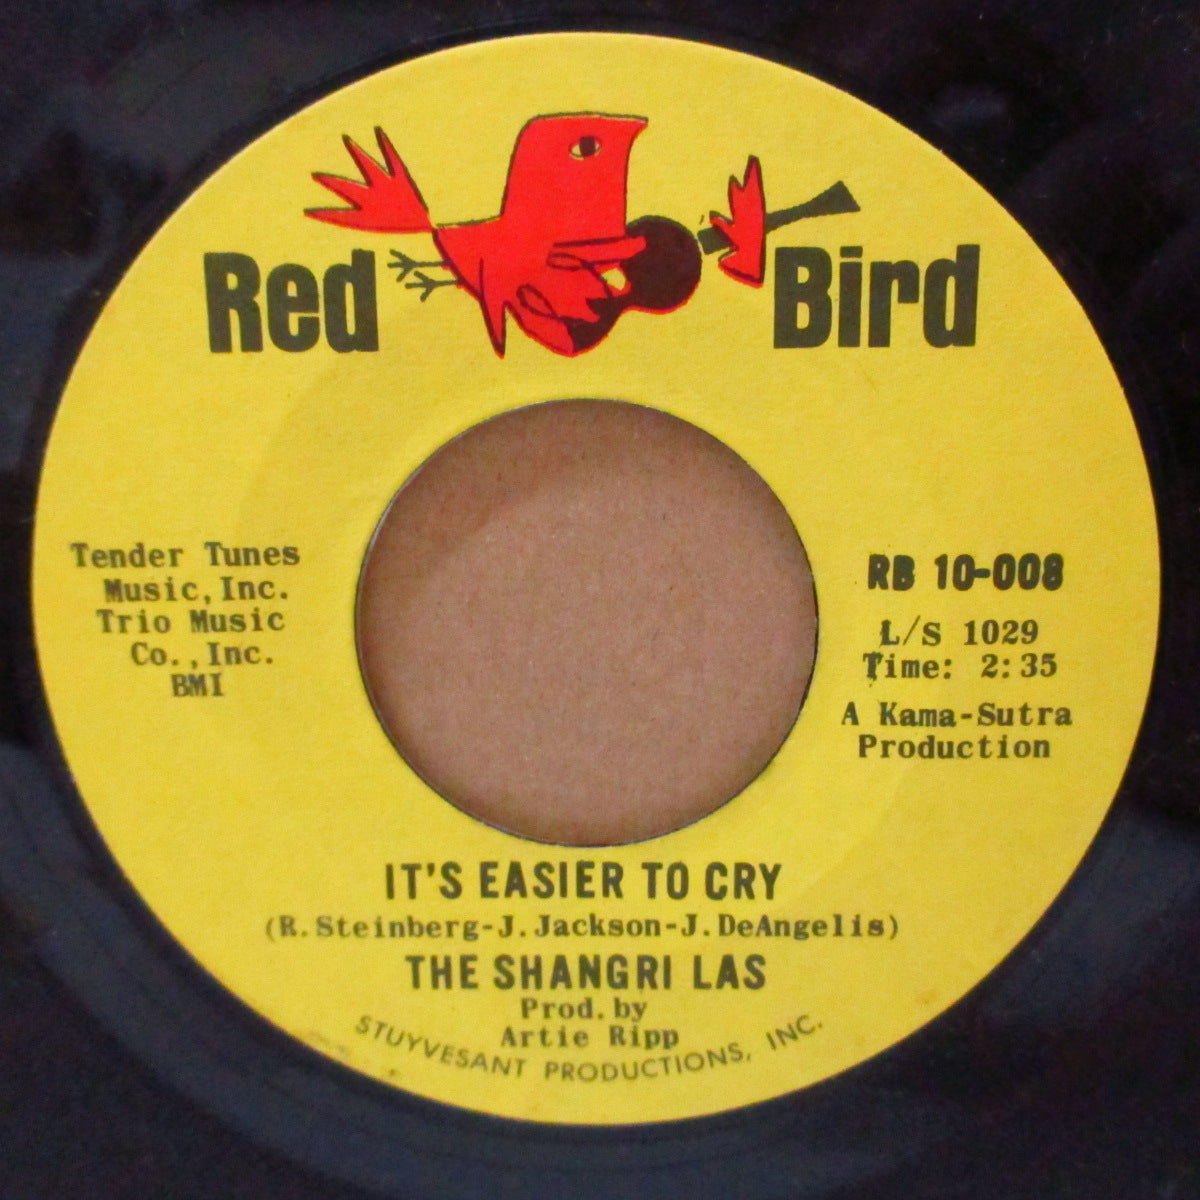 Red Bird
Tender Tunes
Music, Inc.
Trio Music
Co., Inc.
BMI
RB 10-008
L/S 1029
Time: 2:35
A Kama-Sutra
Production
IT'S EASIER TO CRY
(R. Steinberg-J. Jackson-J. DeAngelis)
THE SHANGRI LAS
Prod. by
Artie Ripp
STUYVESANT PRODUCTIONS, INC.